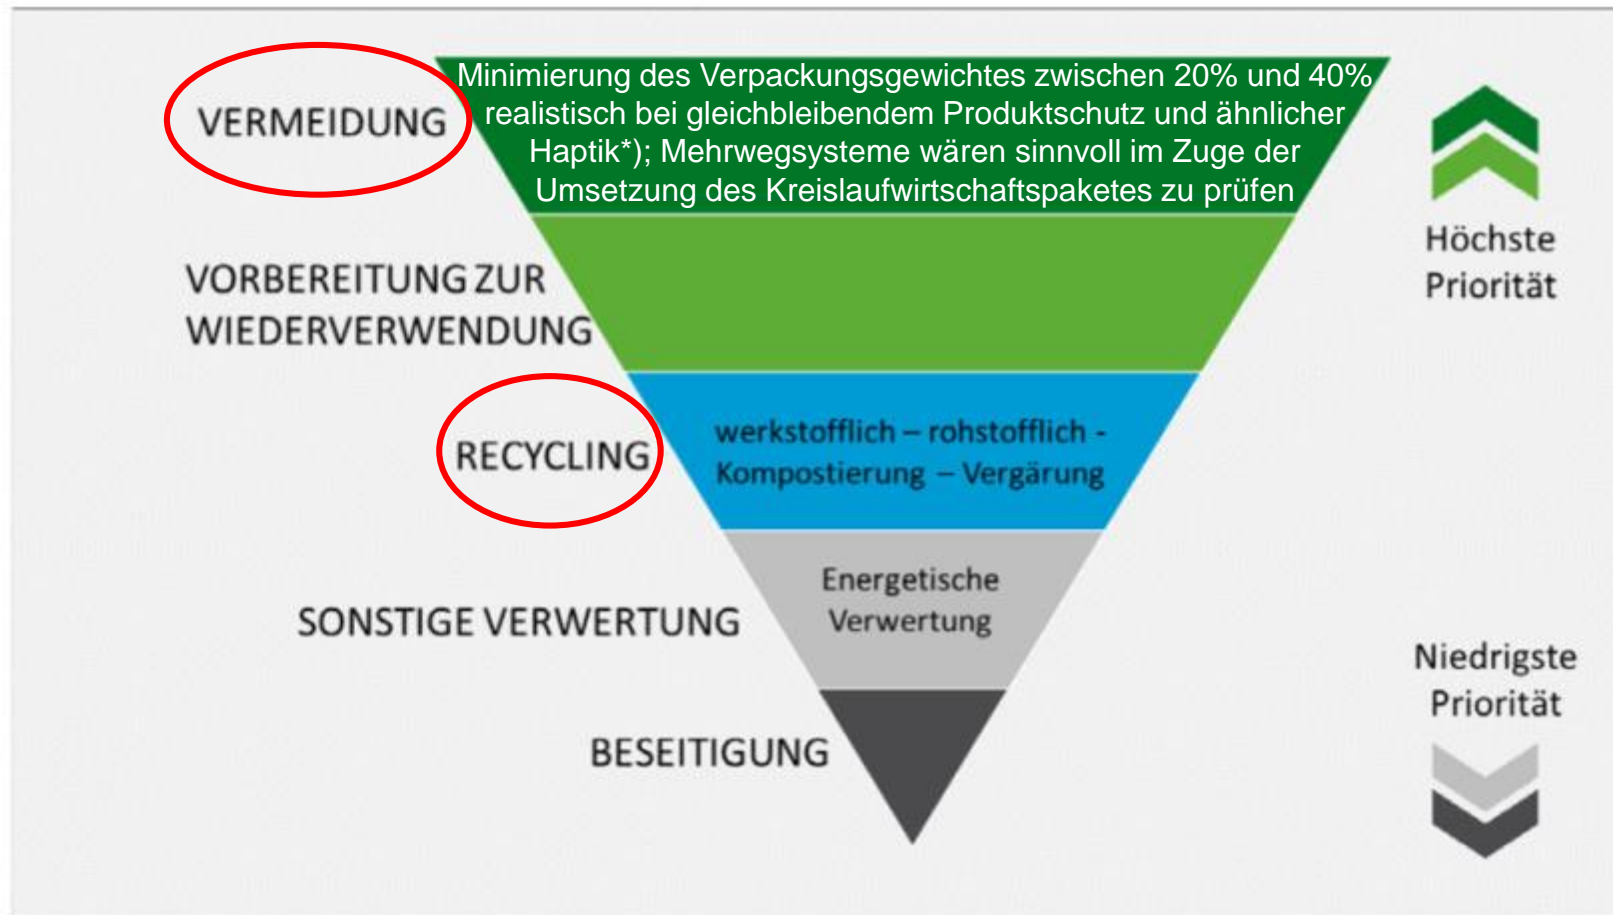 Minimierung des Verpackungsgewichtes zwischen 20% und 40%
realistisch bei gleichbleibendem Produktschutz und ähnlicher
Haptik*); Mehrwegsysteme wären sinnvoll im Zuge der
Umsetzung des Kreislaufwirtschaftspaketes zu prüfen
VERMEIDUNG
Höchste
Priorität
VORBEREITUNG ZUR
WIEDERVERWENDUNG
RECYCLING
werkstofflich – rohstofflich -
Kompostierung – Vergärung
SONSTIGE VERWERTUNG
Energetische
Verwertung
Niedrigste
Priorität
BESEITIGUNG